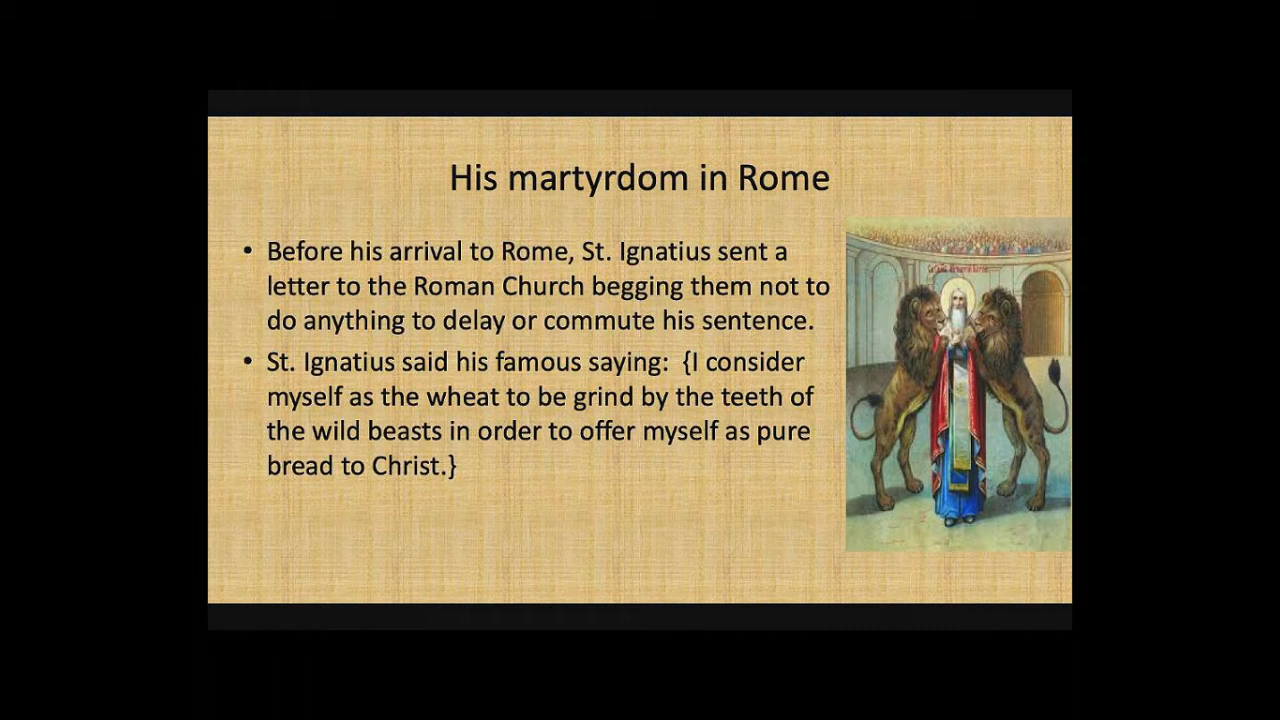 His martyrdom in Rome
• Before his arrival to Rome, St. Ignatius sent a
letter to the Roman Church begging them not to
do anything to delay or commute his sentence.
• St. Ignatius said his famous saying:  {I consider
myself as the wheat to be grind by the teeth of
the wild beasts in order to offer myself as pure
bread to Christ.}